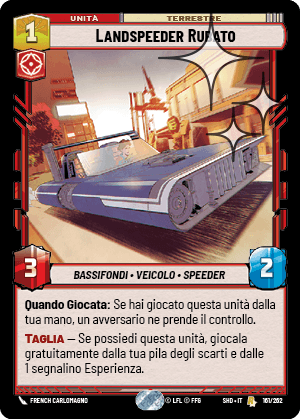 UNITÀ
TERRESTRE
1
LANDSPEEDER RUBATO
3
2
BASSIFONDI • VEICOLO • SPEEDER
Quando Giocata: Se hai giocato questa unità dalla
tua mano, un avversario ne prende il controllo.
TAGLIA – Se possiedi questa unità, giocala
gratuitamente dalla tua pila degli scarti e dalle
1 segnalino Esperienza.
FRENCH CARLOMAGNO
© LFL © FFG
SHD • IT
161/262